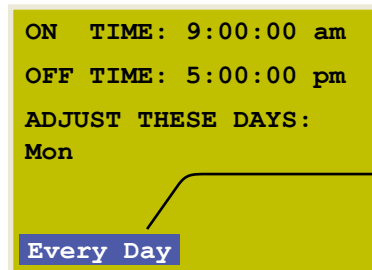 ON TIME: 9:00:00 am
OFF TIME: 5:00:00 pm
ADJUST THESE DAYS:
Mon
Every Day